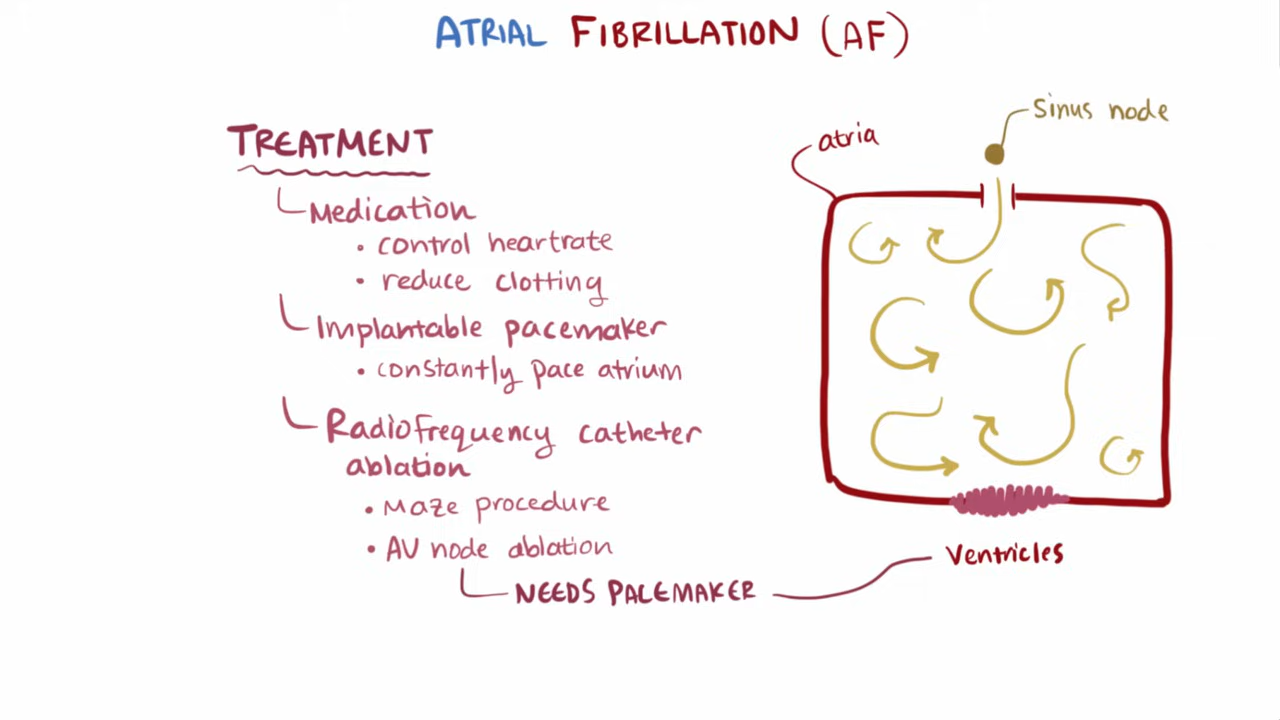 ATRIAL FIBRILLATION (AF)
TREATMENT
Medication
• control heartrate
• reduce clotting
Implantable pacemaker
• constantly pace atrium
Radiofrequency catheter
ablation
• Maze procedure
• AV node ablation
NEEDS PACEMAKER
sinus node
atria
Ventricles